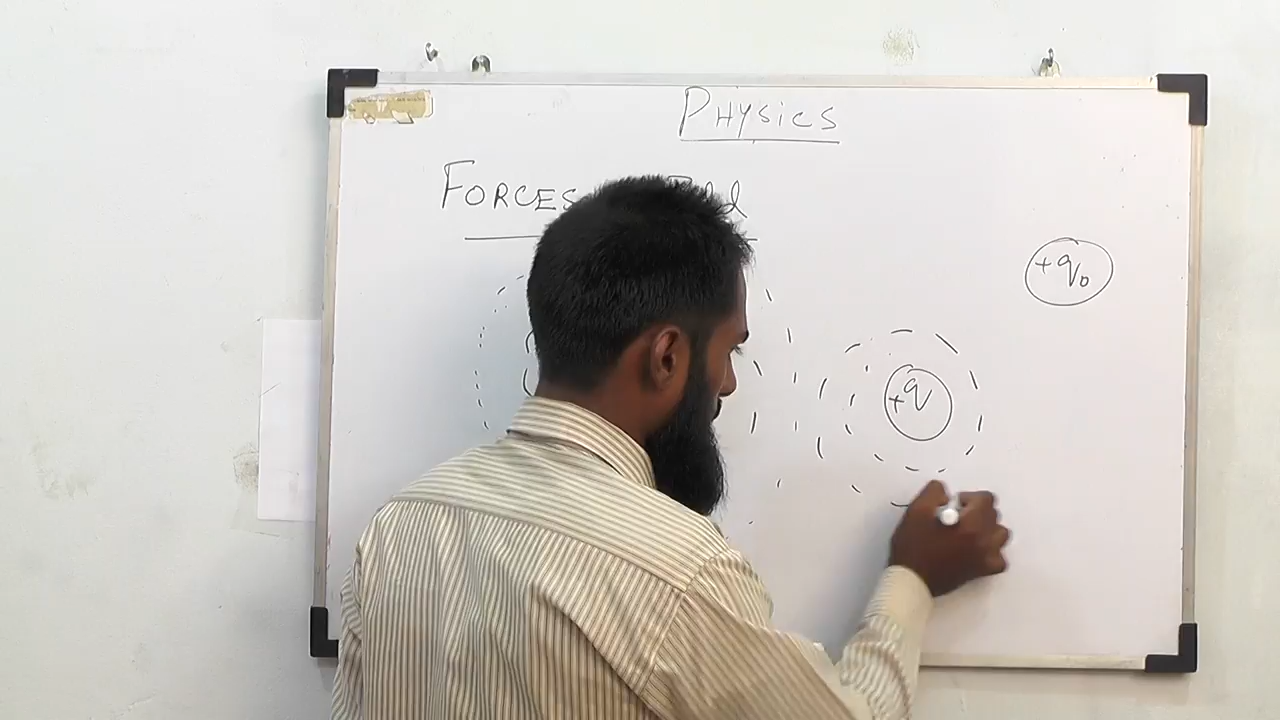 Physics
Forces
+q₀
+q